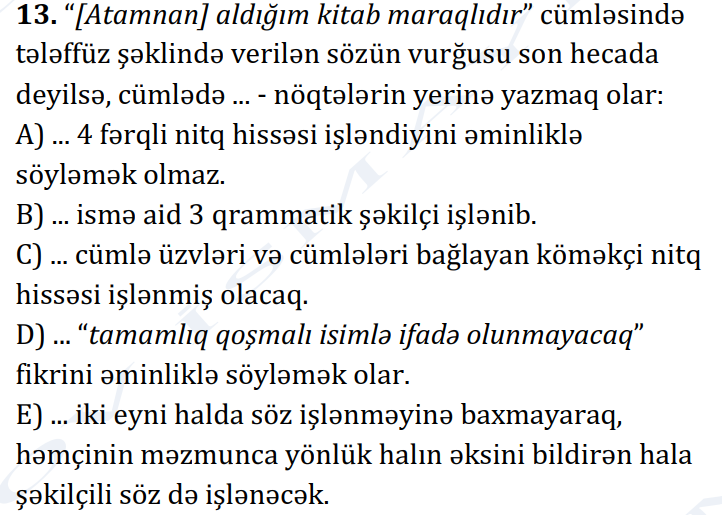 13. “[Atamnan] aldığım kitab maraqlıdır” cümləsində
tələffüz şəklində verilən sözün vurğusu son hecada
deyilsə, cümlədə ... - nöqtələrin yerinə yazmaq olar:
A) ... 4 fərqli nitq hissəsi işləndiyini əminliklə
söyləmək olmaz.
B) ... ismə aid 3 qrammatik şəkilçi işlənib.
C) ... cümlə üzvləri və cümlələri bağlayan köməkçi nitq
hissəsi işlənmiş olacaq.
D) ... “tamamlıq qoşmalı isimlə ifadə olunmayacaq”
fikrini əminliklə söyləmək olar.
E) ... iki eyni halda söz işlənməyinə baxmayaraq,
həmçinin məzmunca yönlük halın əksini bildirən hala
şəkilçili söz də işlənəcək.